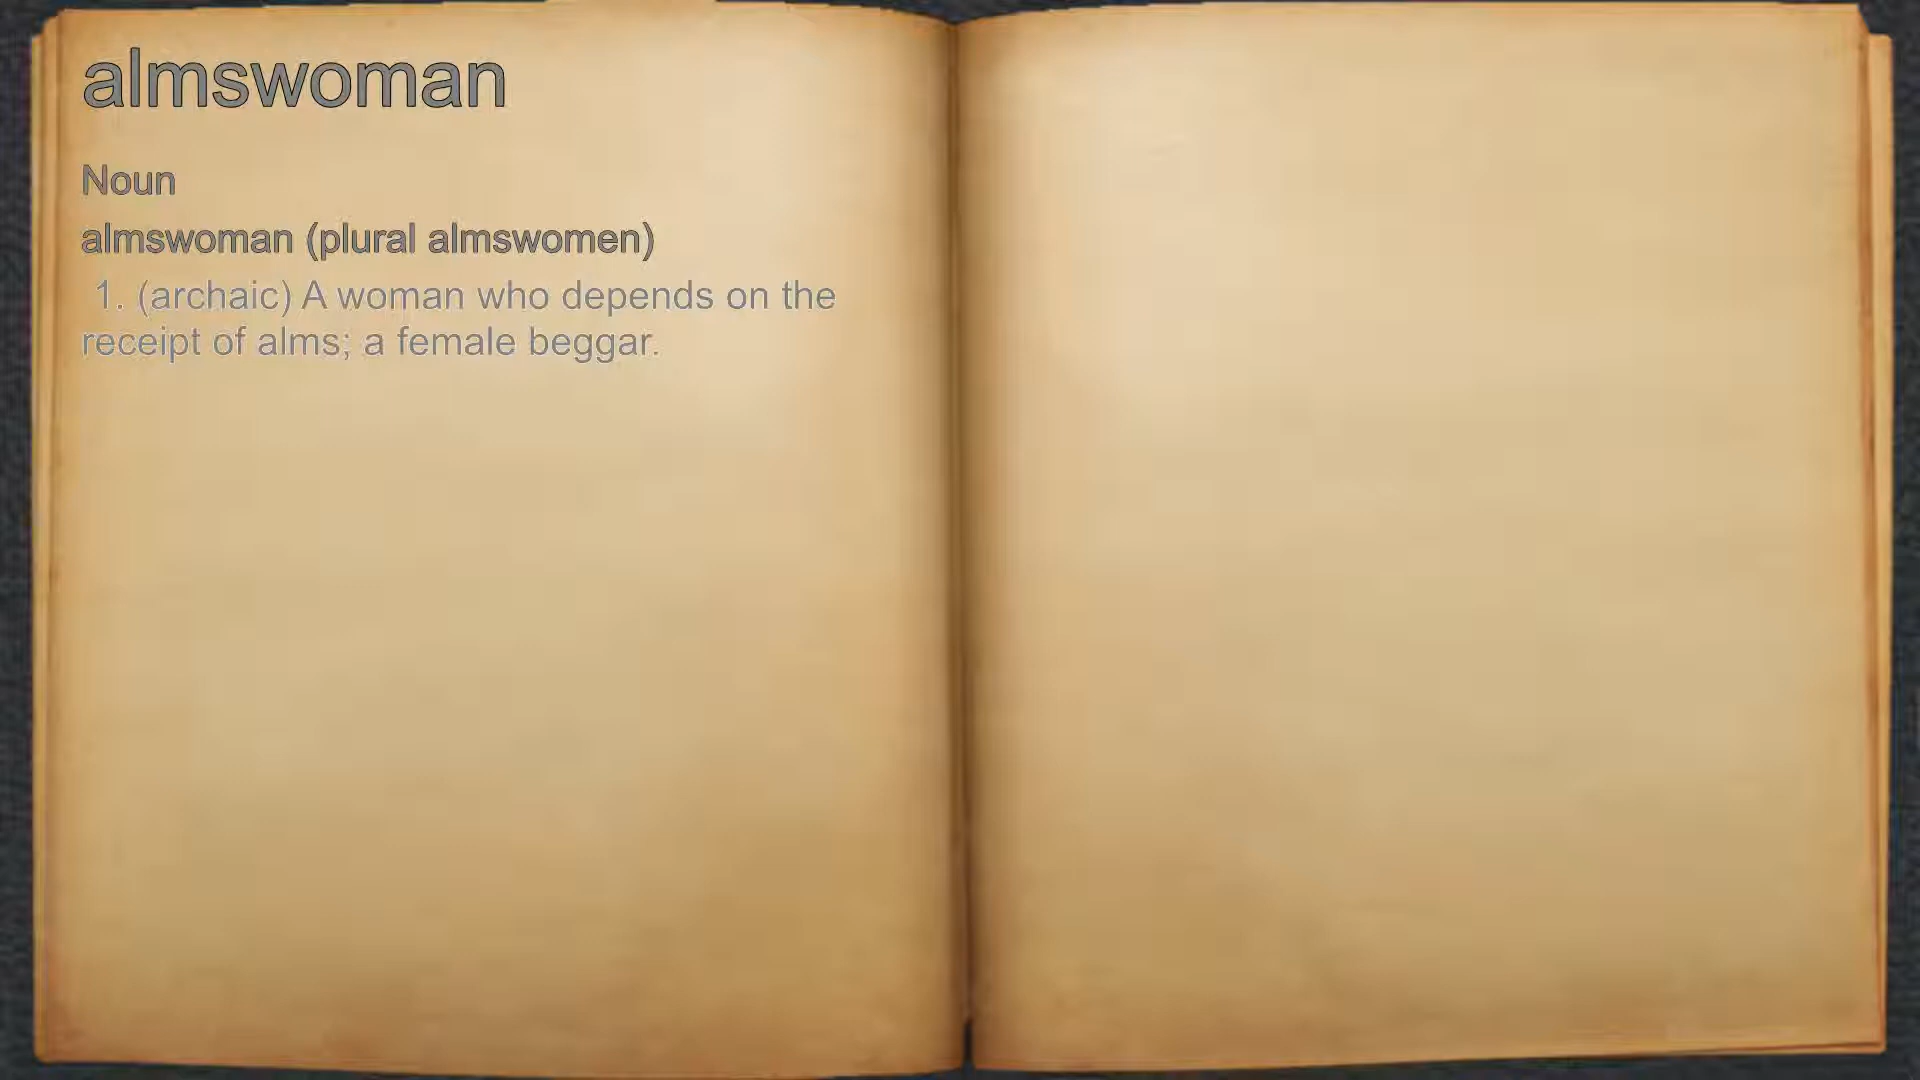 almswoman
Noun
almswoman (plural almswomen)
1. (archaic) A woman who depends on the
receipt of alms; a female beggar.